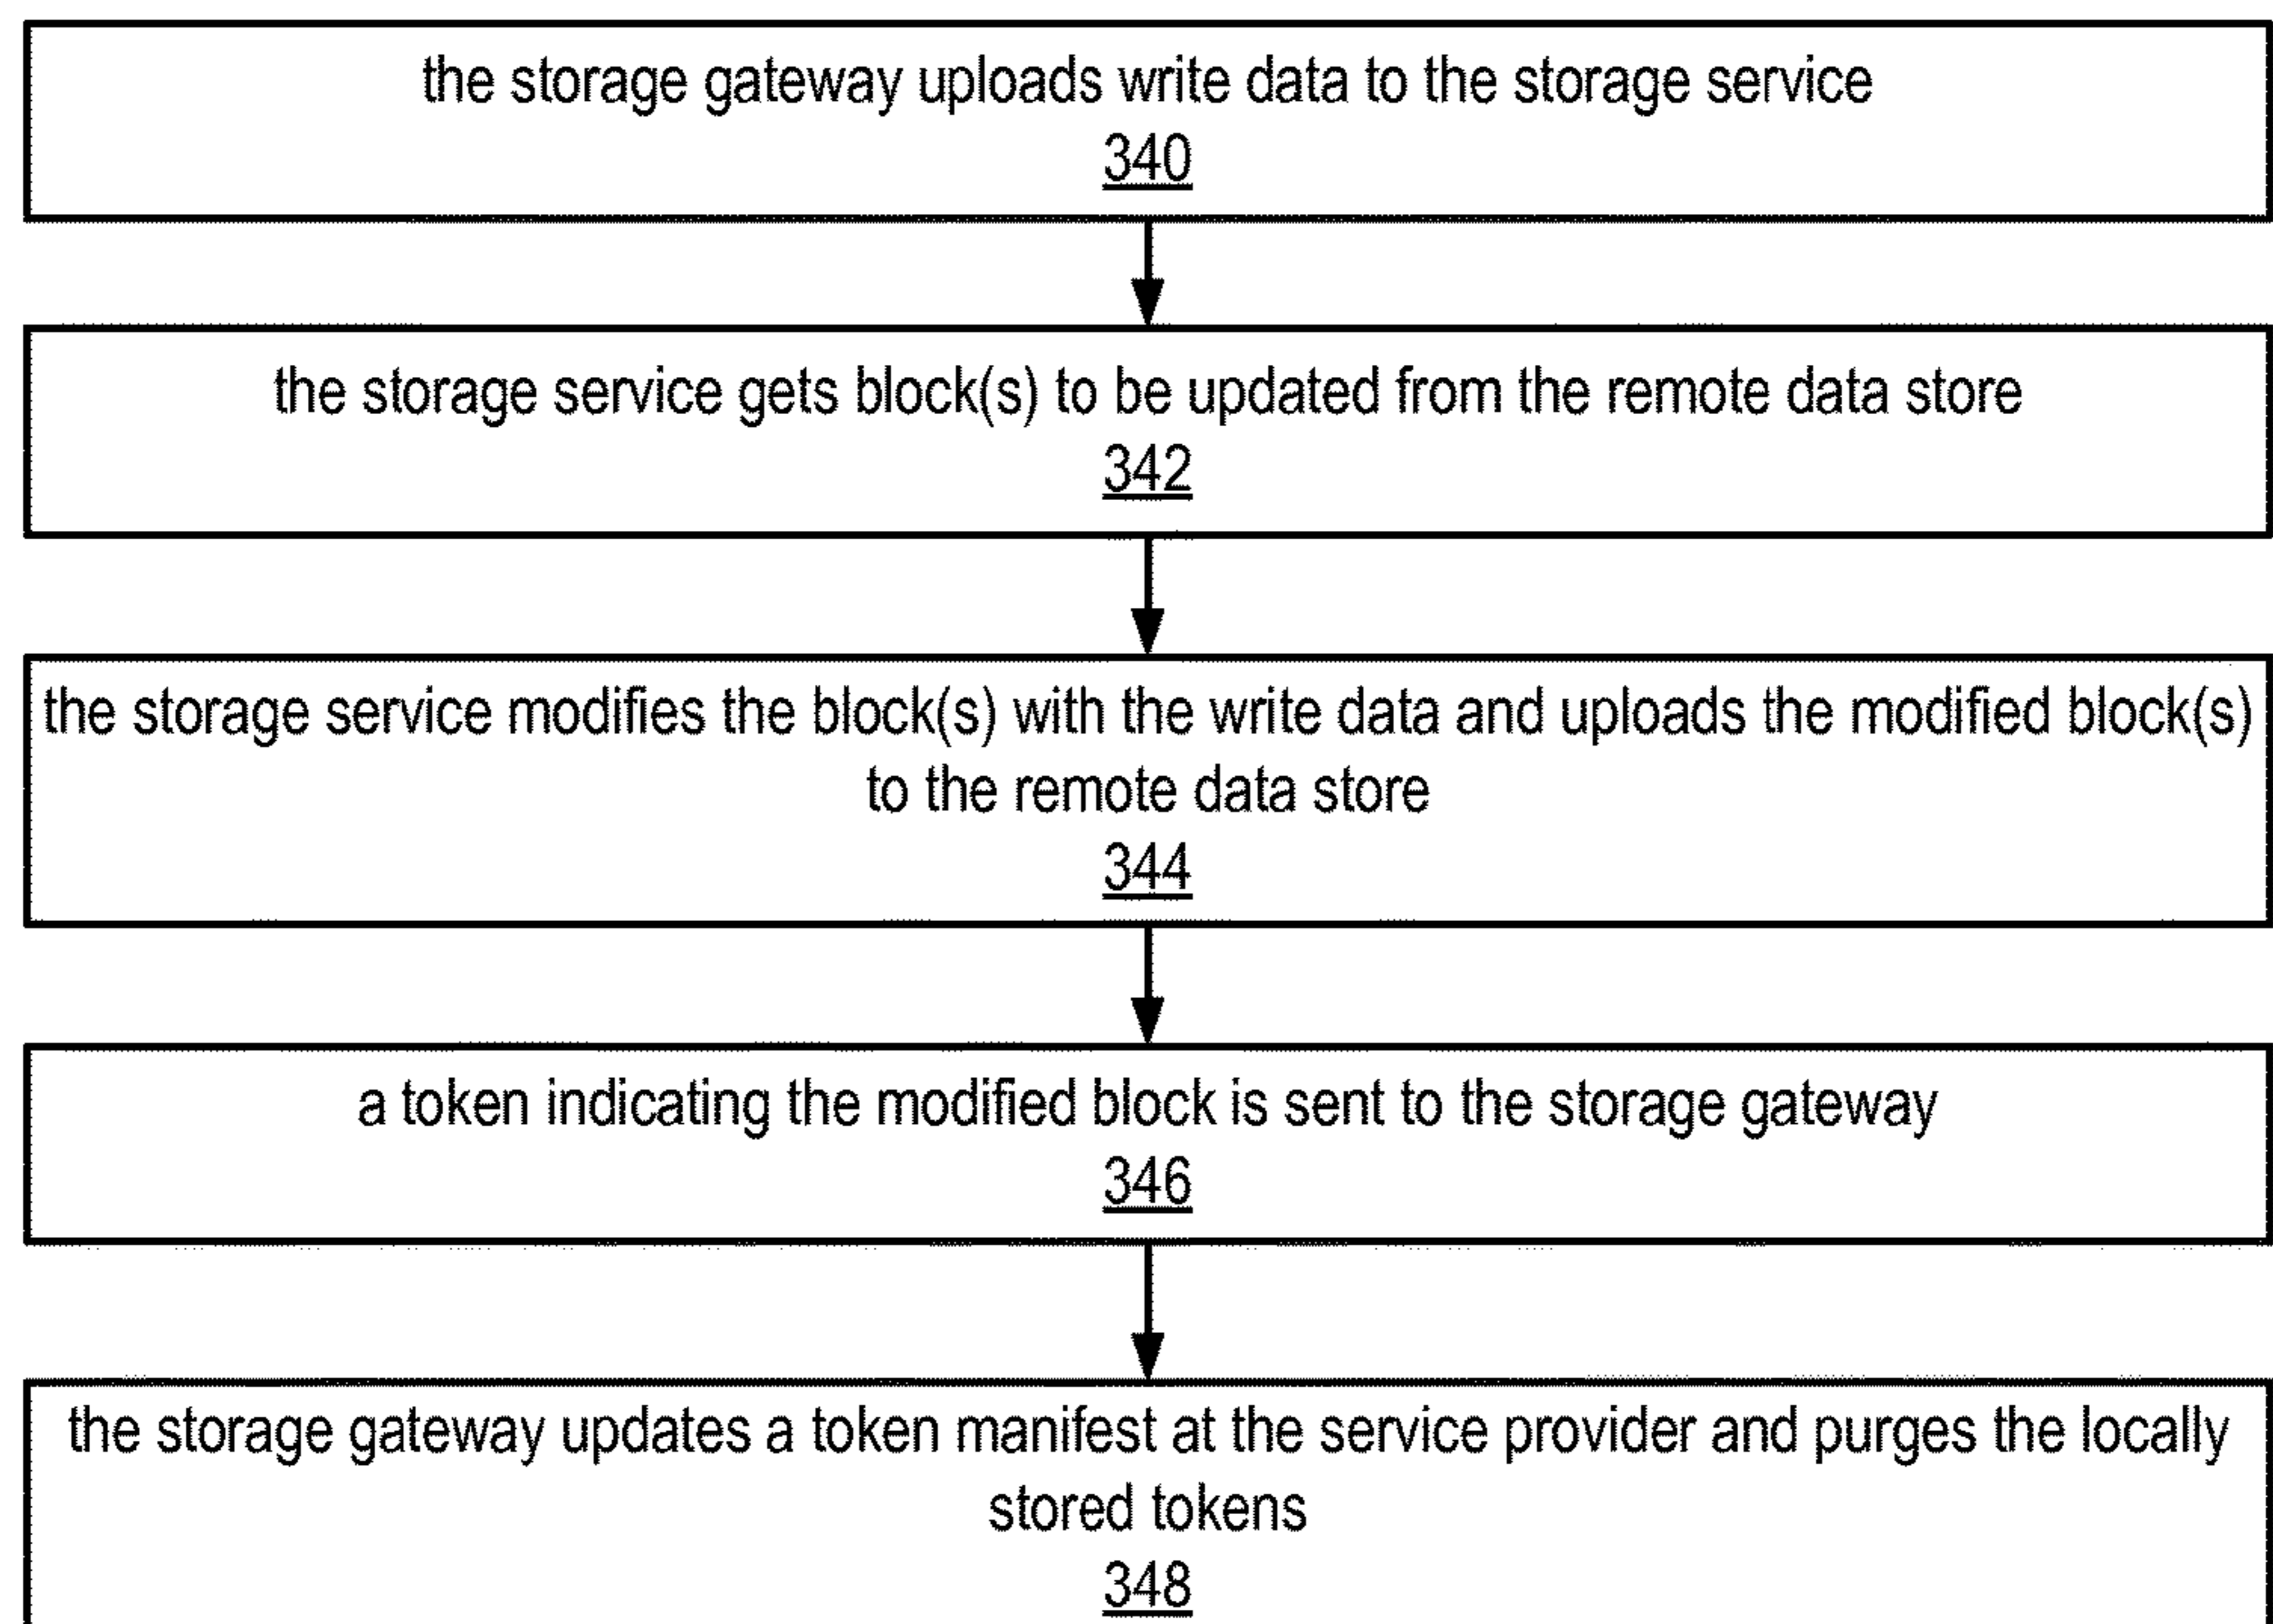 the storage gateway uploads write data to the storage service
340
the storage service gets block(s) to be updated from the remote data store
342
the storage service modifies the block(s) with the write data and uploads the modified block(s)
to the remote data store
344
a token indicating the modified block is sent to the storage gateway
346
the storage gateway updates a token manifest at the service provider and purges the locally
stored tokens
348